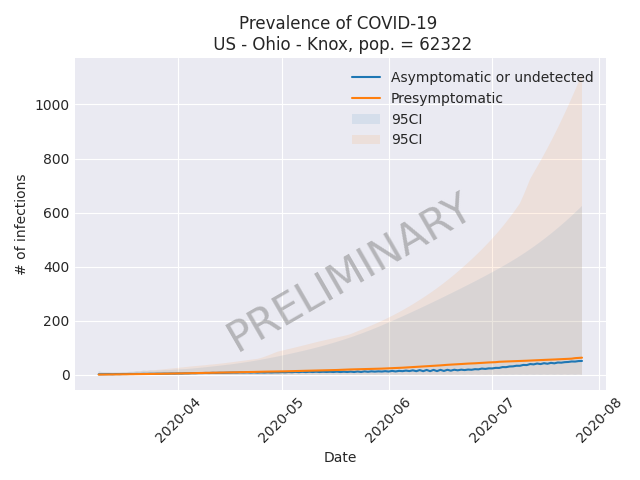 Prevalence of COVID-19
US - Ohio - Knox, pop. = 62322
Asymptomatic or undetected
Presymptomatic
95CI
95CI
PRELIMINARY
# of infections
1000
800
600
400
200
0
2020-04
2020-05
2020-06
2020-07
2020-08
Date